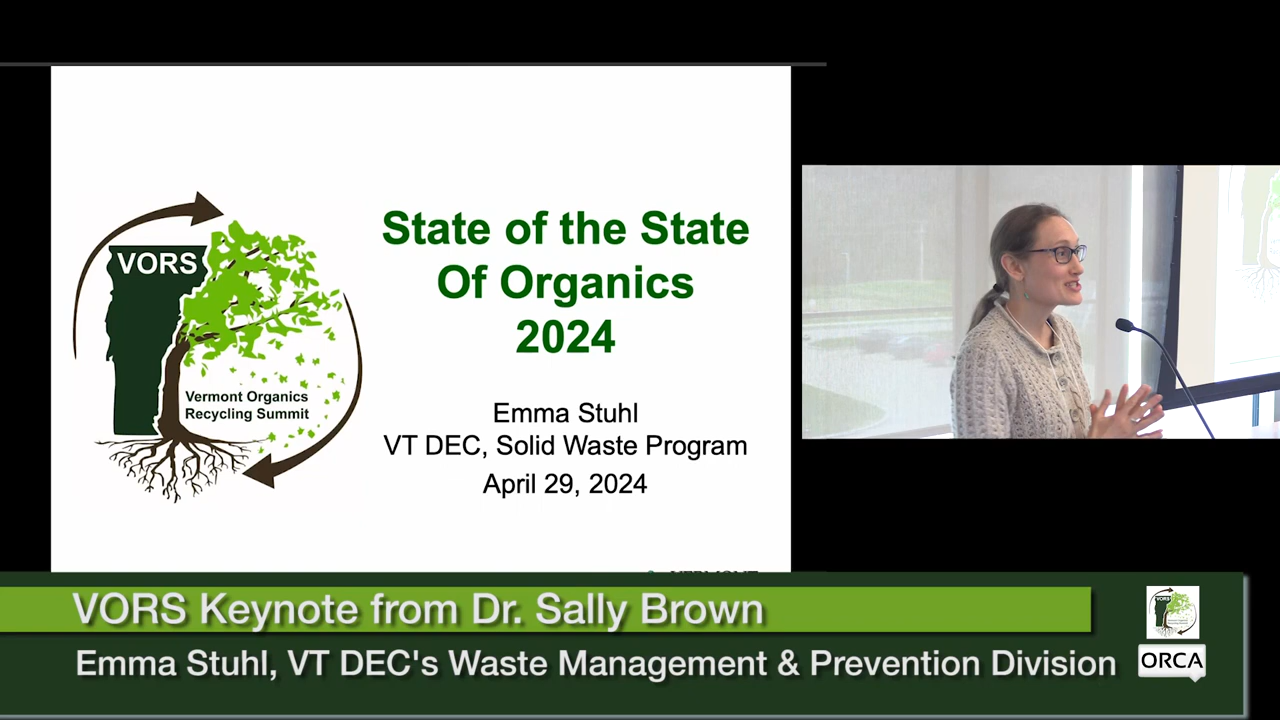 VORS
Vermont Organics
Recycling Summit
State of the State
Of Organics
2024
Emma Stuhl
VT DEC, Solid Waste Program
April 29, 2024
VORS Keynote from Dr. Sally Brown
Emma Stuhl, VT DEC's Waste Management & Prevention Division
VORS
ORCA